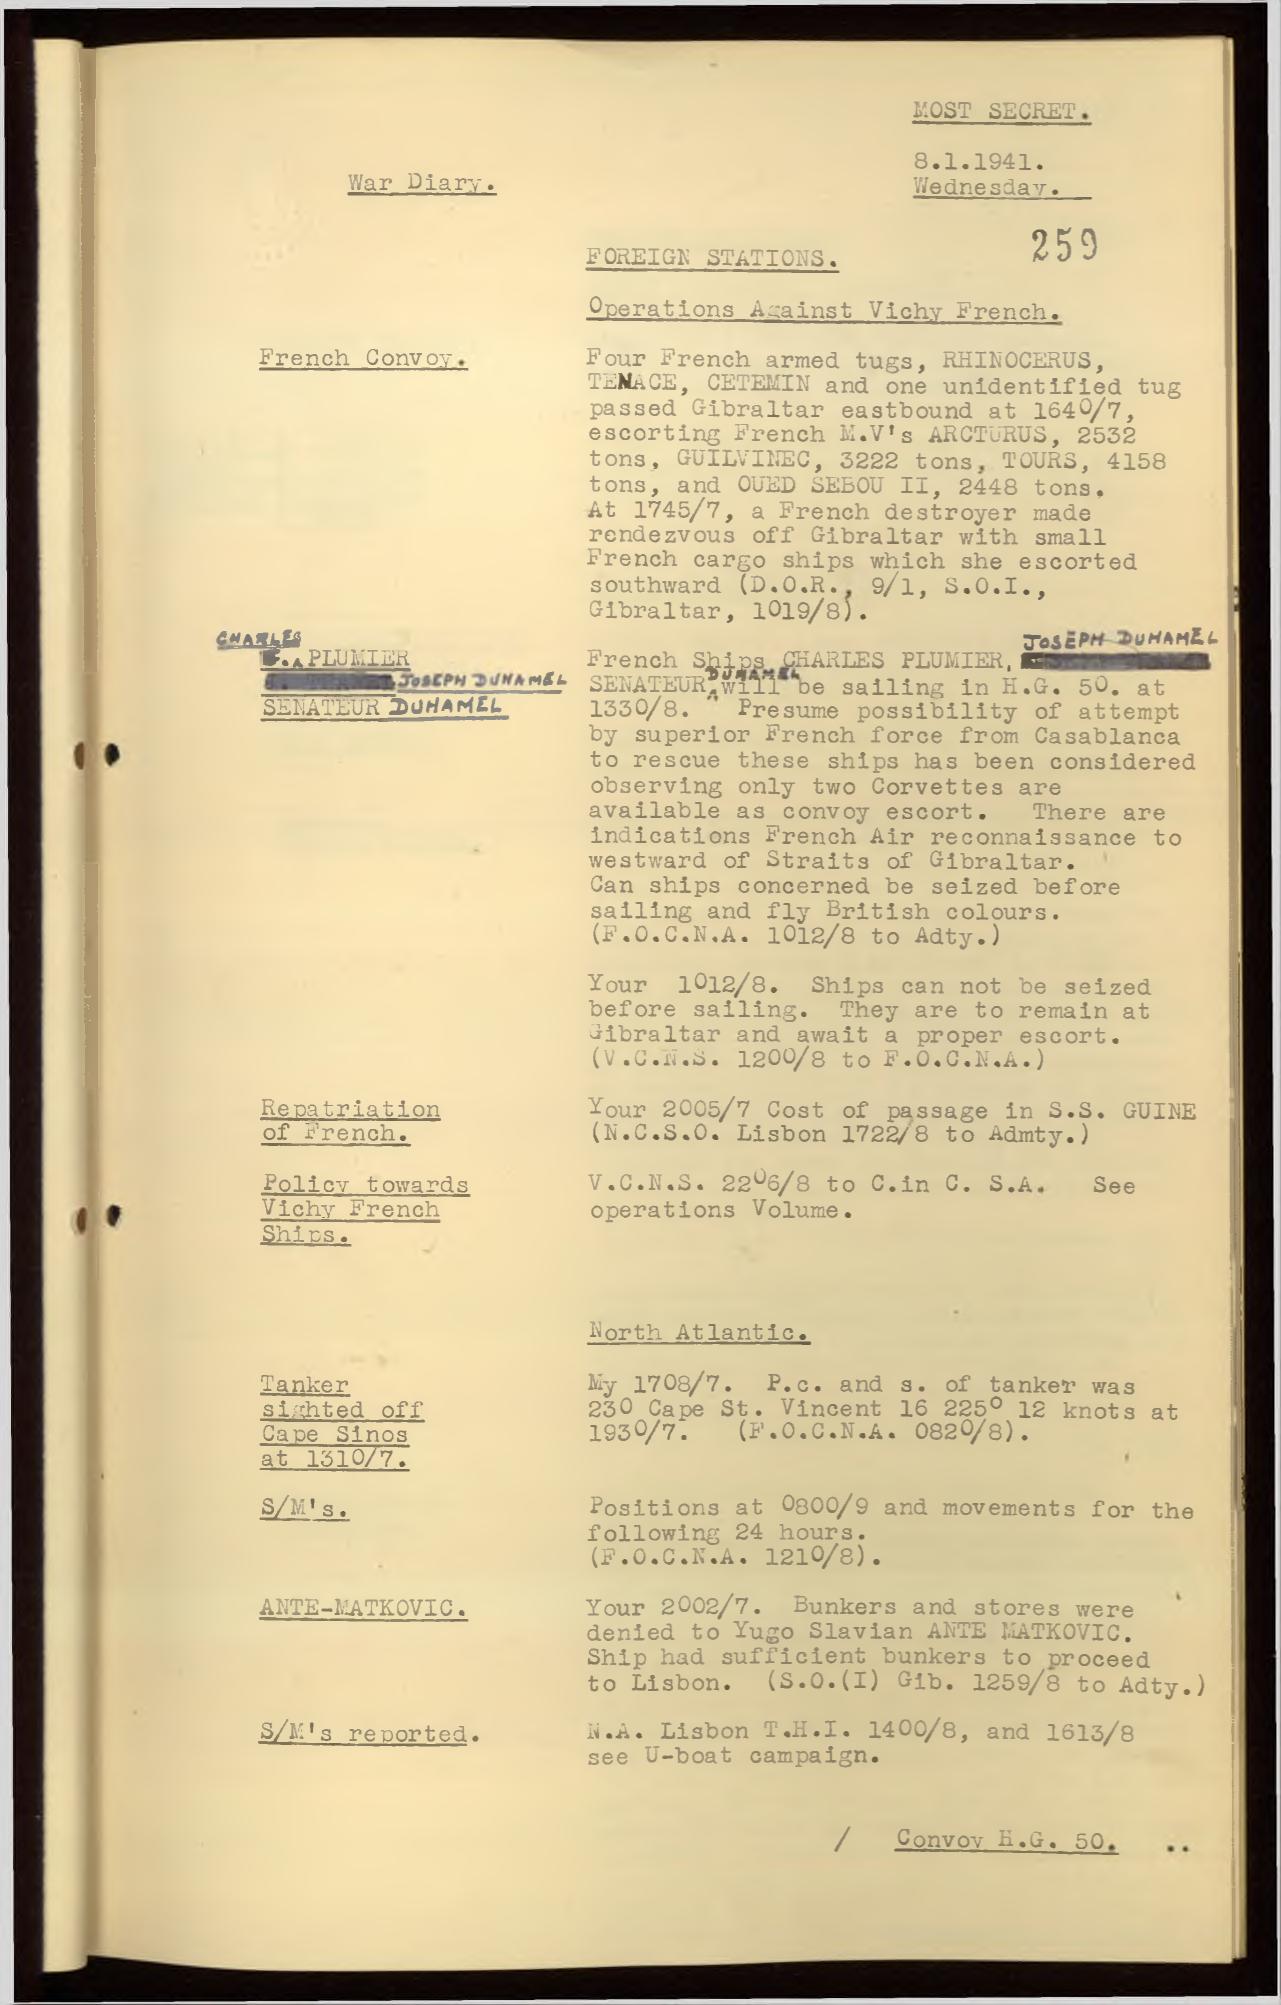 MOST SECRET.
8.1.1941.
Wednesday.
War Diary.
259
FOREIGN STATIONS.
Operations Against Vichy French.
French Convoy.
Four French armed tugs, RHINOCERUS,
TENACE, CETEMIN and one unidentified tug
passed Gibraltar eastbound at 1640/7,
escorting French M.V's ARCTURUS, 2532
tons, GUILVINEC, 3222 tons, TOURS, 4158
tons, and OUED SEBOU II, 2448 tons.
At 1745/7, a French destroyer made
rendezvous off Gibraltar with small
French cargo ships which she escorted
southward (D.O.R., 9/1, S.O.I.,
Gibraltar, 1019/8).
CHARLES
PLUMIER
JOSEPH DUHAMEL
SENATEUR DUHAMEL
JOSEPH DUHAMEL
French Ships CHARLES PLUMIER,
DUHAMEL
SENATEUR will be sailing in H.G. 50. at
1330/8. Presume possibility of attempt
by superior French force from Casablanca
to rescue these ships has been considered
observing only two Corvettes are
available as convoy escort. There are
indications French Air reconnaissance to
westward of Straits of Gibraltar.
Can ships concerned be seized before
sailing and fly British colours.
(F.O.C.N.A. 1012/8 to Adty.)
Your 1012/8. Ships can not be seized
before sailing. They are to remain at
Gibraltar and await a proper escort.
(V.C.N.S. 1200/8 to F.O.C.N.A.)
Repatriation
of French.
Your 2005/7 Cost of passage in S.S. GUINE
(N.C.S.O. Lisbon 1722/8 to Admty.)
Policy towards
Vichy French
Ships.
V.C.N.S. 2206/8 to C.in C. S.A. See
operations Volume.
North Atlantic.
Tanker
sighted off
Cape Sinos
at 1310/7.
My 1708/7. P.c. and s. of tanker was
230 Cape St. Vincent 16 225° 12 knots at
1930/7. (F.O.C.N.A. 0820/8).
S/M's.
Positions at 0800/9 and movements for the
following 24 hours.
(F.O.C.N.A. 1210/8).
ANTE-MATKOVIC.
Your 2002/7. Bunkers and stores were
denied to Yugo Slavian ANTE MATKOVIC.
Ship had sufficient bunkers to proceed
to Lisbon. (S.O.(I) Gib. 1259/8 to Adty.)
S/M's reported.
N.A. Lisbon T.H.I. 1400/8, and 1613/8
see U-boat campaign.
/ Convoy H.G. 50. ..